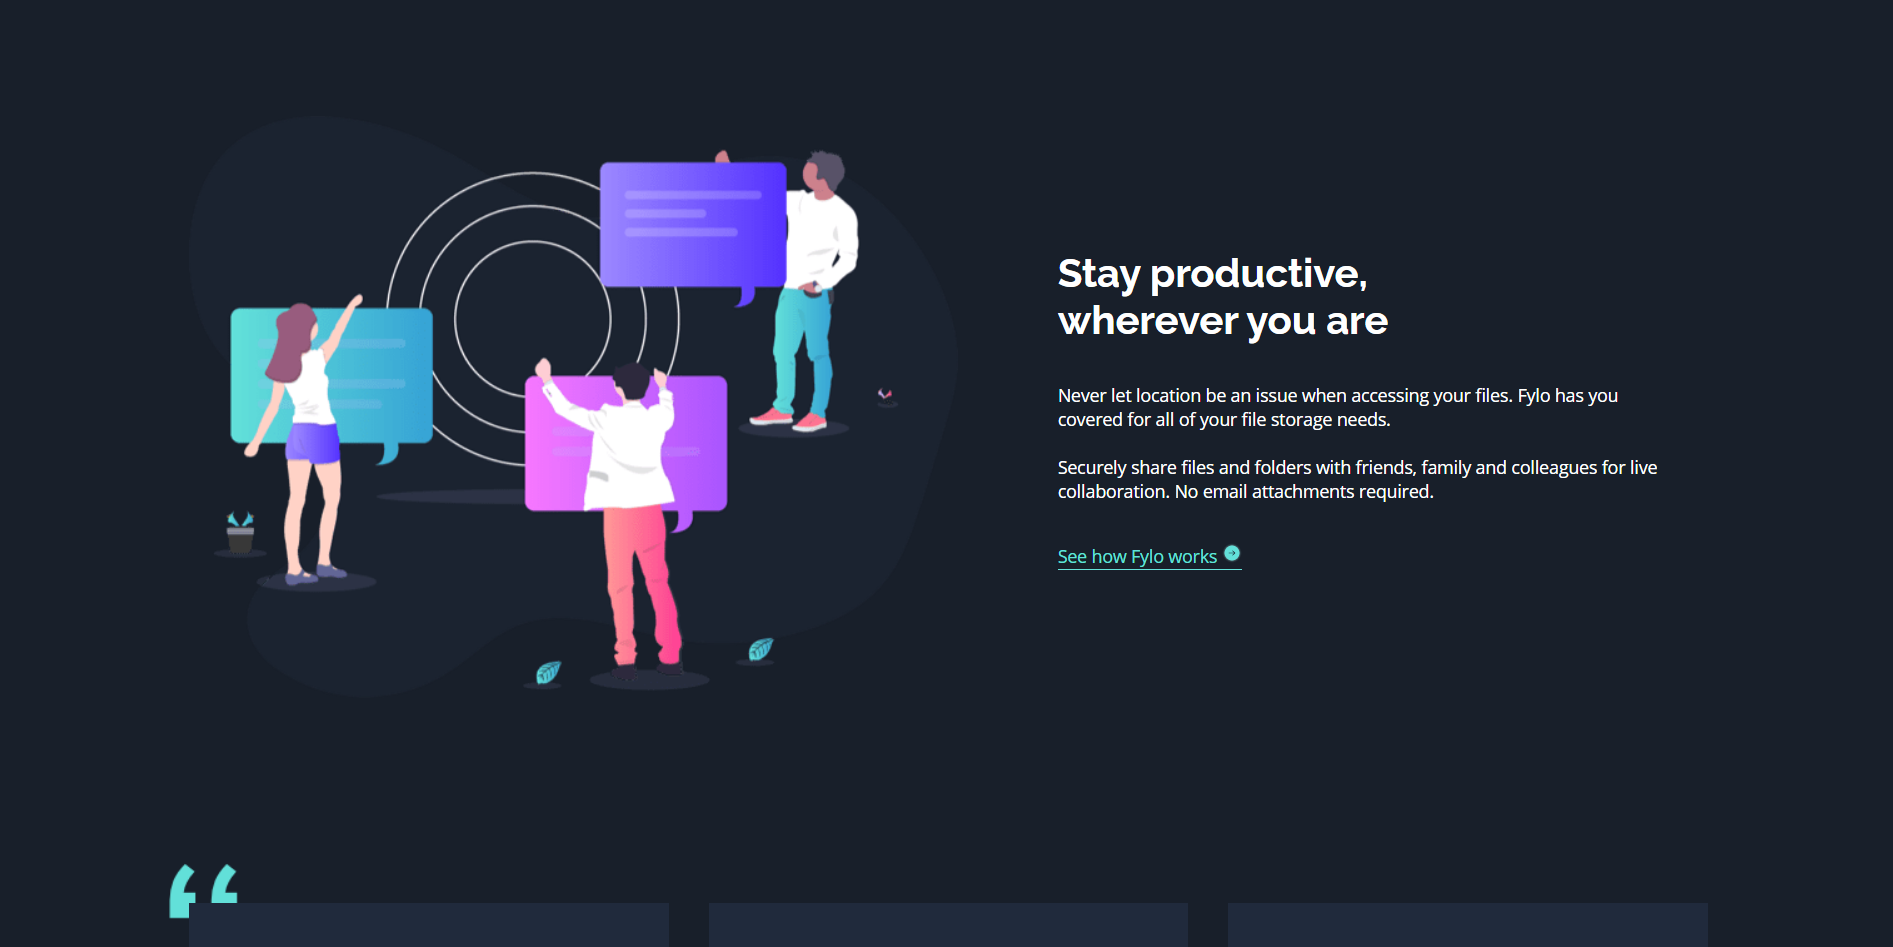 Stay productive,
wherever you are
Never let location be an issue when accessing your files. Fylo has you
covered for all of your file storage needs.
Securely share files and folders with friends, family and colleagues for live
collaboration. No email attachments required.
See how Fylo works